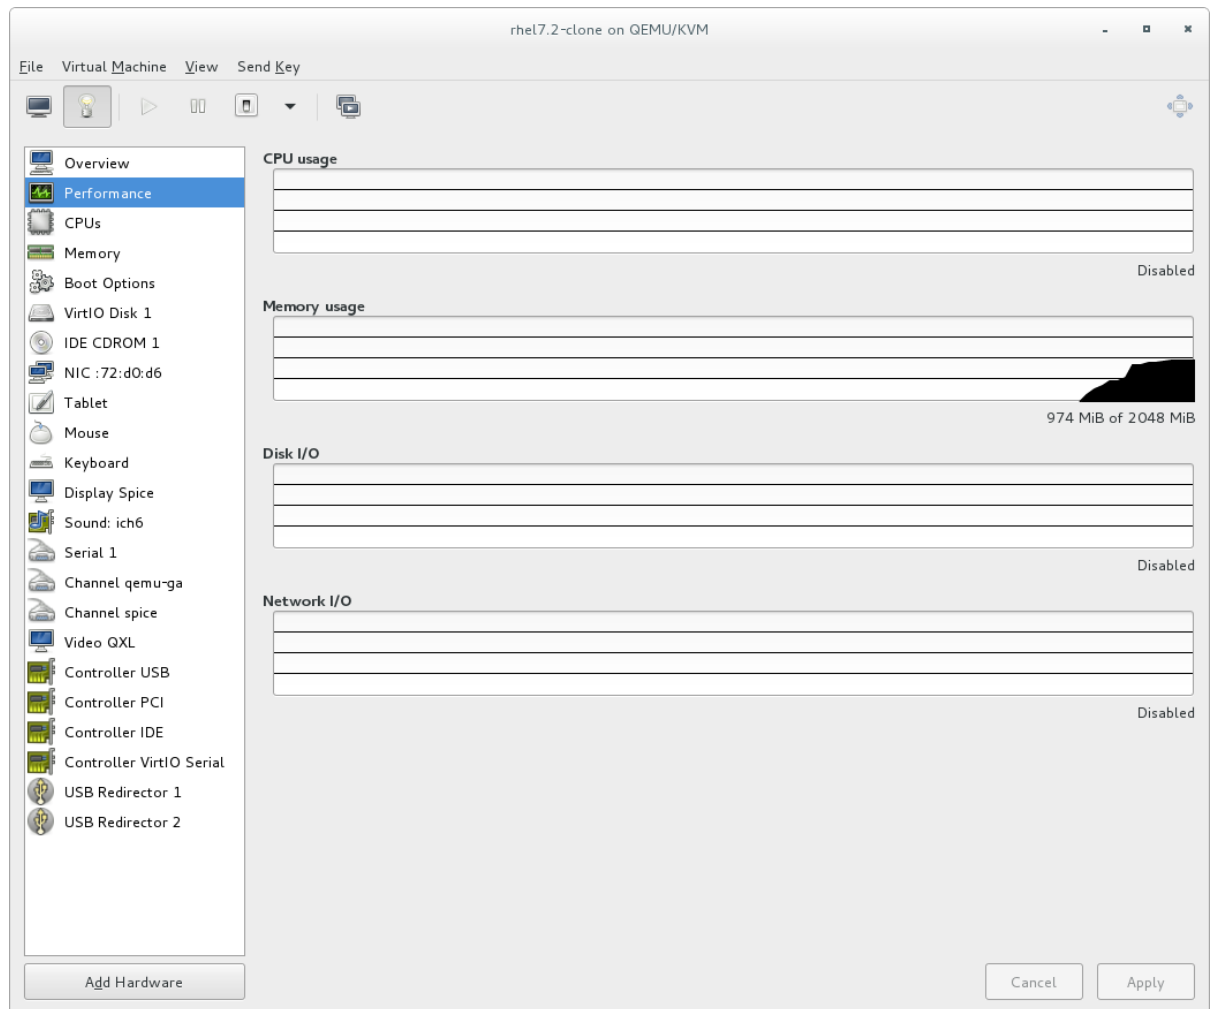 rhel7.2-clone on QEMU/KVM
File Virtual Machine View Send Key
Overview
Performance
CPUs
Memory
Boot Options
VirtIO Disk 1
IDE CDROM 1
NIC :72:d0:d6
Tablet
Mouse
Keyboard
Display Spice
Sound: ich6
Serial 1
Channel qemu-ga
Channel spice
Video QXL
Controller USB
Controller PCI
Controller IDE
Controller VirtIO Serial
USB Redirector 1
USB Redirector 2
Add Hardware
CPU usage
Disabled
Memory usage
974 MiB of 2048 MiB
Disk I/O
Disabled
Network I/O
Disabled
Cancel Apply